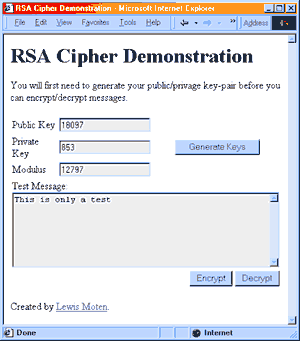 RSA Cipher Demonstration - Microsoft Internet Explorer
File Edit View Favorites Tools Help Address
RSA Cipher Demonstration
You will first need to generate your public/privage key-pair before you
can encrypt/decrypt messages.
Public Key 18097
Private
Key 853
Generate Keys
Modulus 12797
Test Message:
This is only a test
Encrypt Decrypt
Created by Lewis Moten.
Done Internet